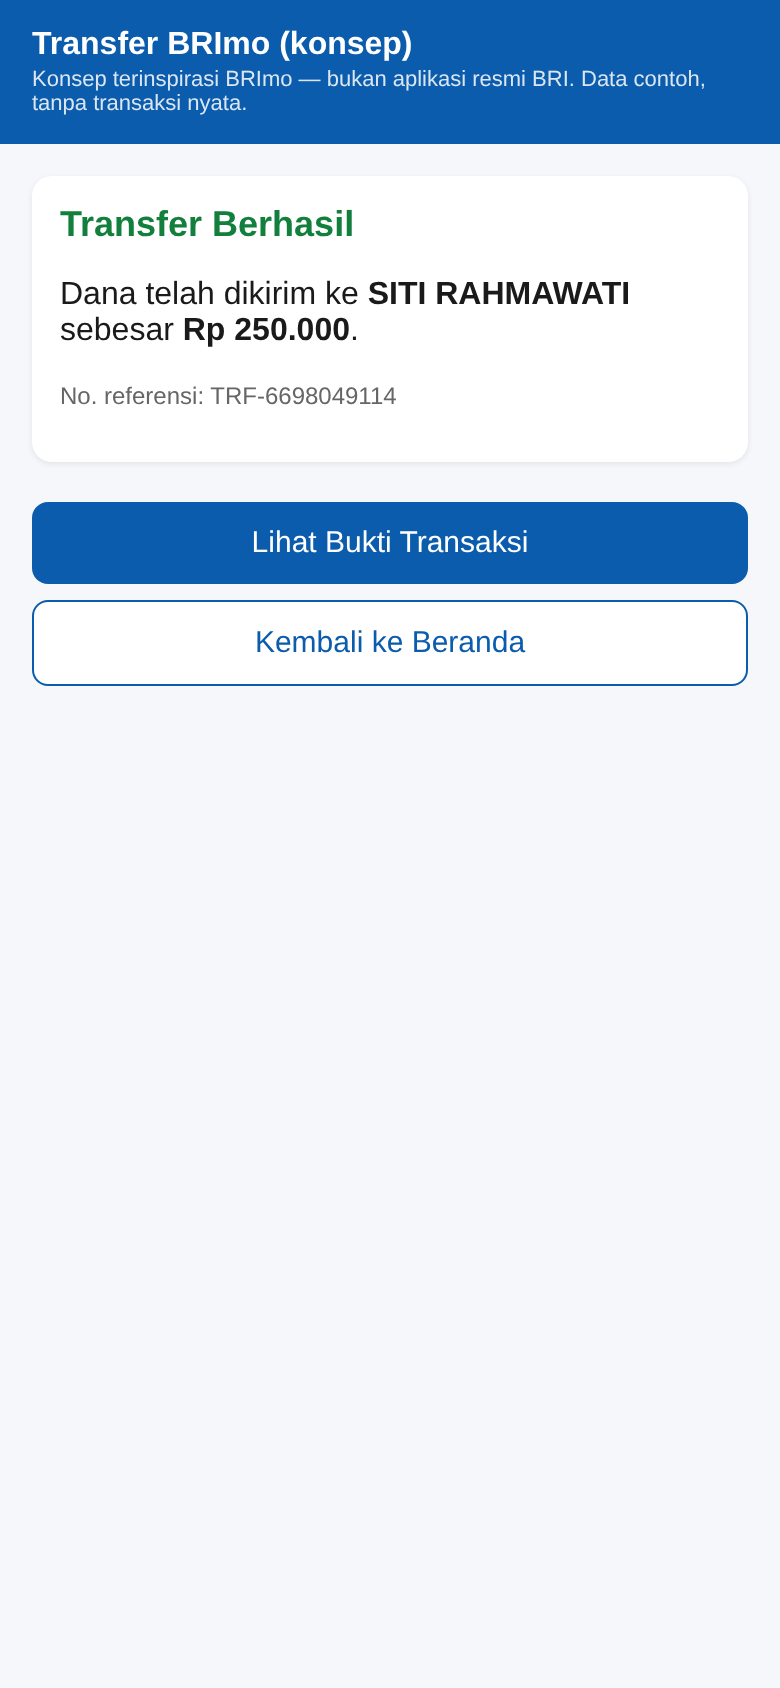 Transfer BRImo (konsep)
Konsep terinspirasi BRImo — bukan aplikasi resmi BRI. Data contoh,
tanpa transaksi nyata.
Transfer Berhasil
Dana telah dikirim ke SITI RAHMAWATI
sebesar Rp 250.000.
No. referensi: TRF-6698049114
Lihat Bukti Transaksi
Kembali ke Beranda